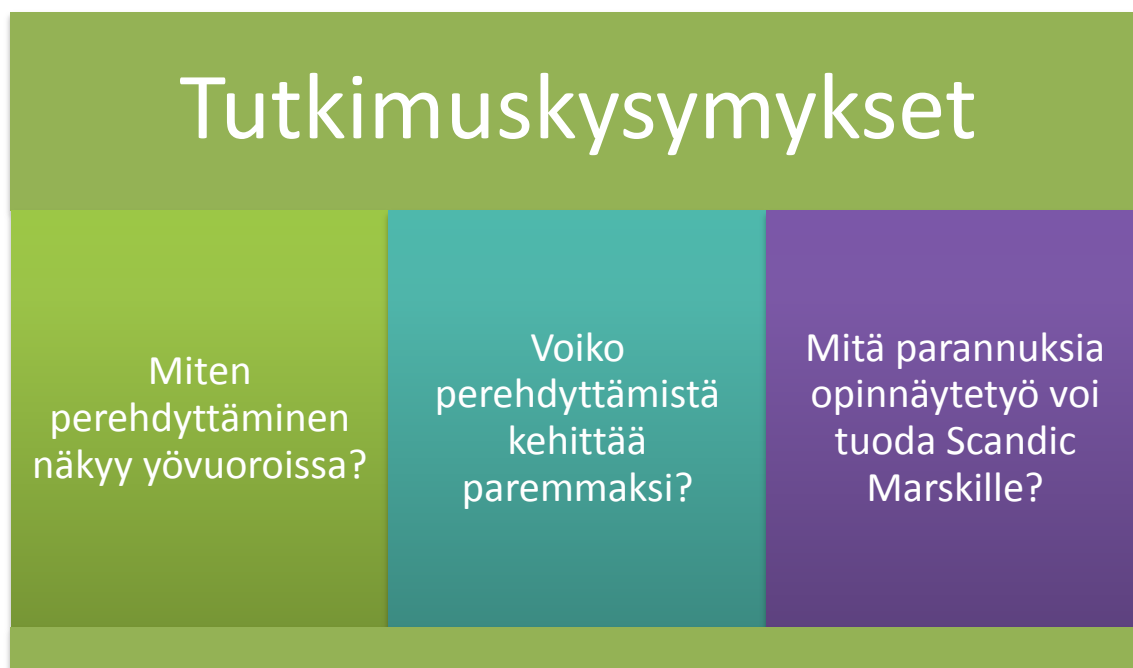 Tutkimuskysymykset
Miten
perehdyttäminen
näkyy yövuoroissa?
Voiko
perehdyttämistä
kehittää
paremmaksi?
Mitä parannuksia
opinnäytetyö voi
tuoda Scandic
Marskille?